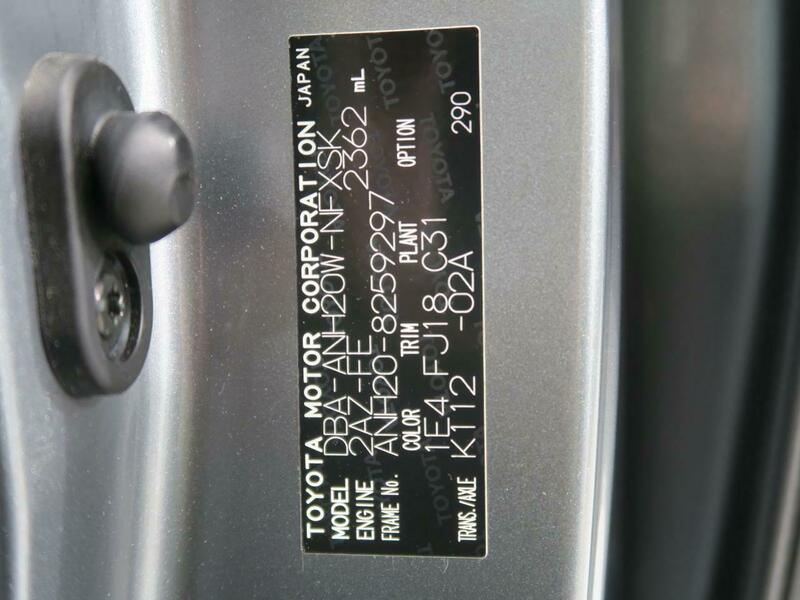 TOYOTA MOTOR CORPORATION JAPAN
MODEL DBA-ANH20W-NFXSK
ENGINE 2AZ-FE 2362 mL
FRAME No. ANH20-8259297
COLOR TRIM PLANT OPTION
1E4 FJ18 C31
TRANS./AXLE K112 -02A 290